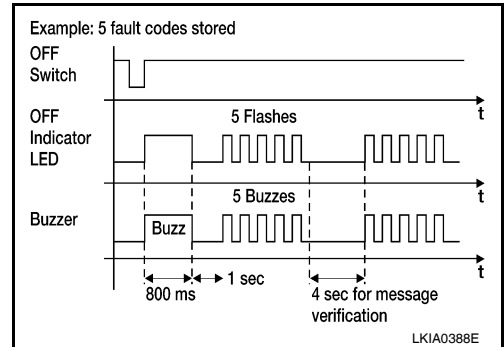 Example: 5 fault codes stored
OFF
Switch
t
OFF
Indicator
LED
5 Flashes
t
5 Buzzes
Buzzer
Buzz
t
1 sec
800 ms
4 sec for message
verification
LKIA0388E